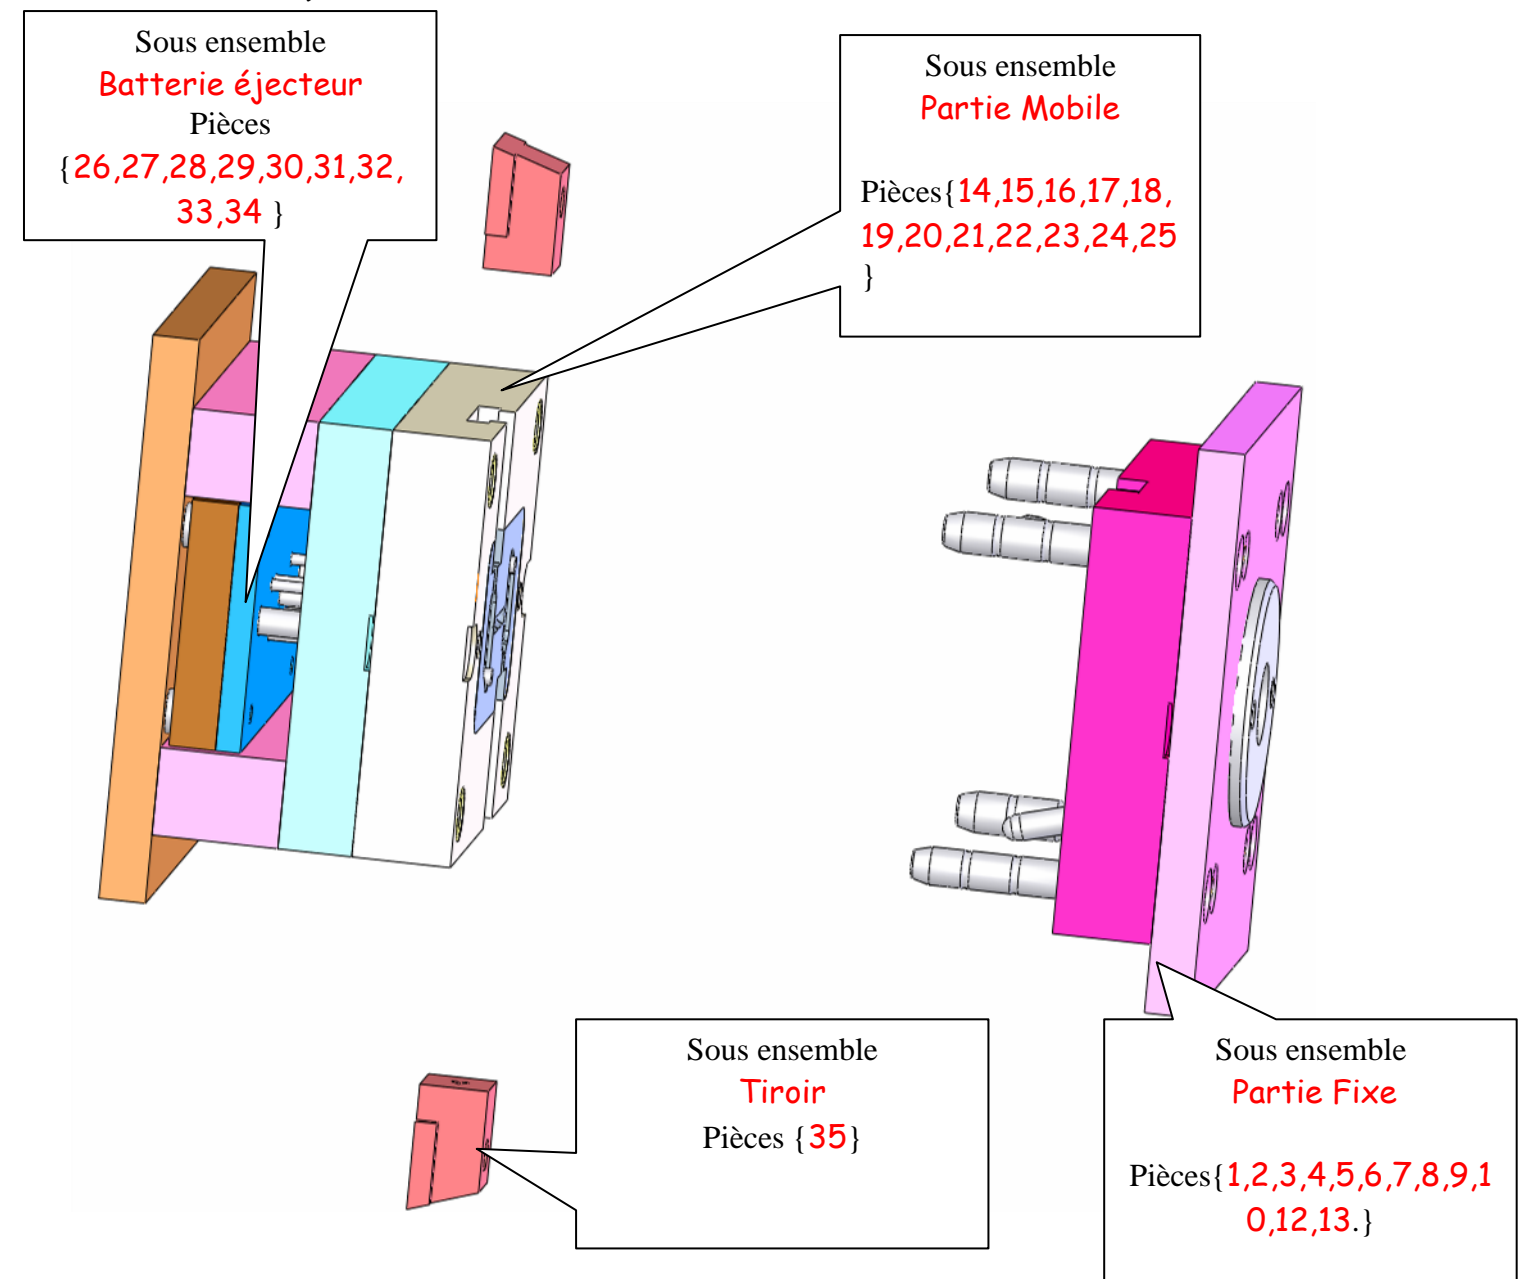 Sous ensemble
Batterie éjecteur
Pièces
{26,27,28,29,30,31,32,
33,34 }
Sous ensemble
Partie Mobile
Pièces{14,15,16,17,18,
19,20,21,22,23,24,25
}
Sous ensemble
Tiroir
Pièces {35}
Sous ensemble
Partie Fixe
Pièces{1,2,3,4,5,6,7,8,9,1
0,12,13.}